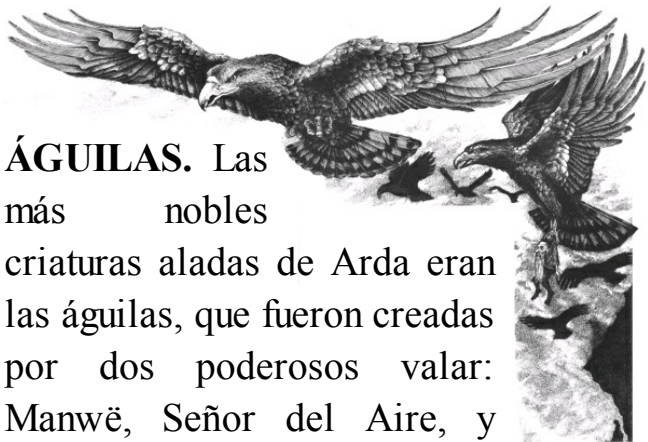 ÁGUILAS. Las
más nobles
criaturas aladas de Arda eran
las águilas, que fueron creadas
por dos poderosos valar:
Manwë, Señor del Aire, y